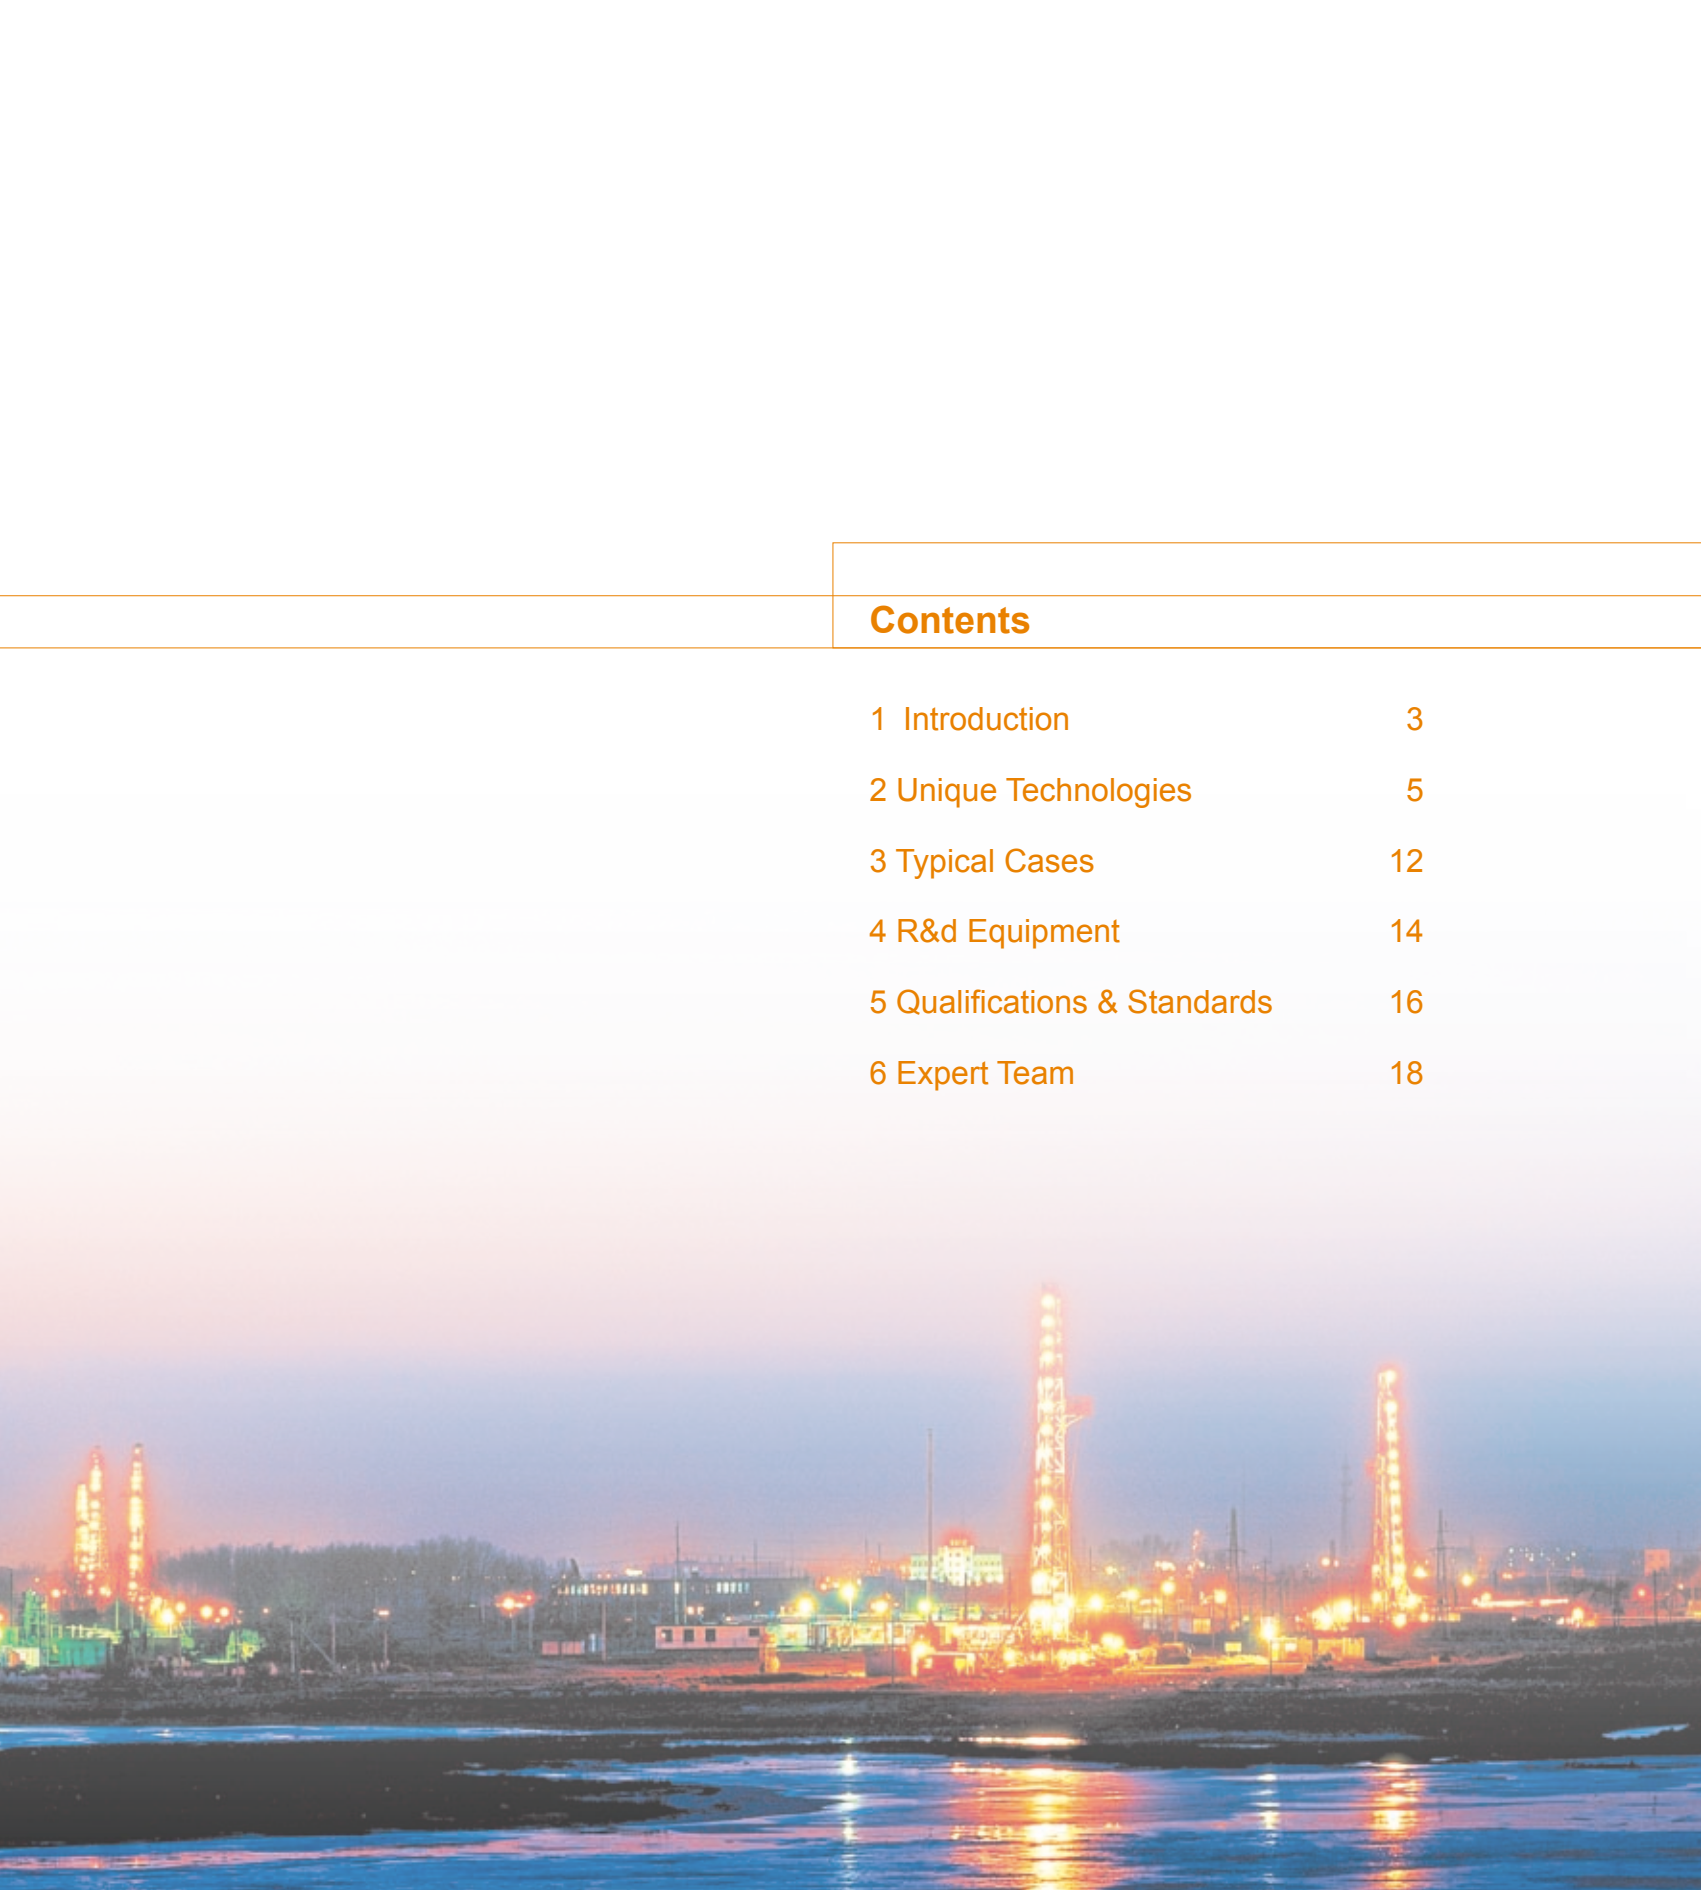 Contents
1 Introduction 3
2 Unique Technologies 5
3 Typical Cases 12
4 R&d Equipment 14
5 Qualifications & Standards 16
6 Expert Team 18